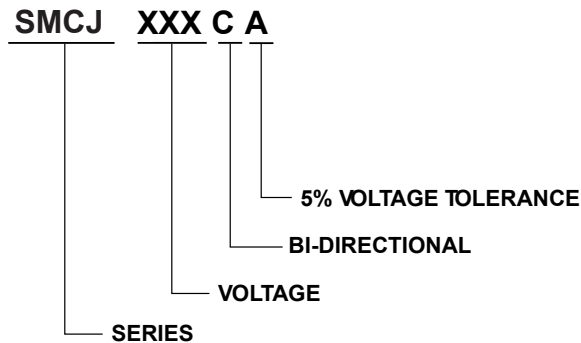 SMCJ XXX C A
5% VOLTAGE TOLERANCE
BI-DIRECTIONAL
VOLTAGE
SERIES